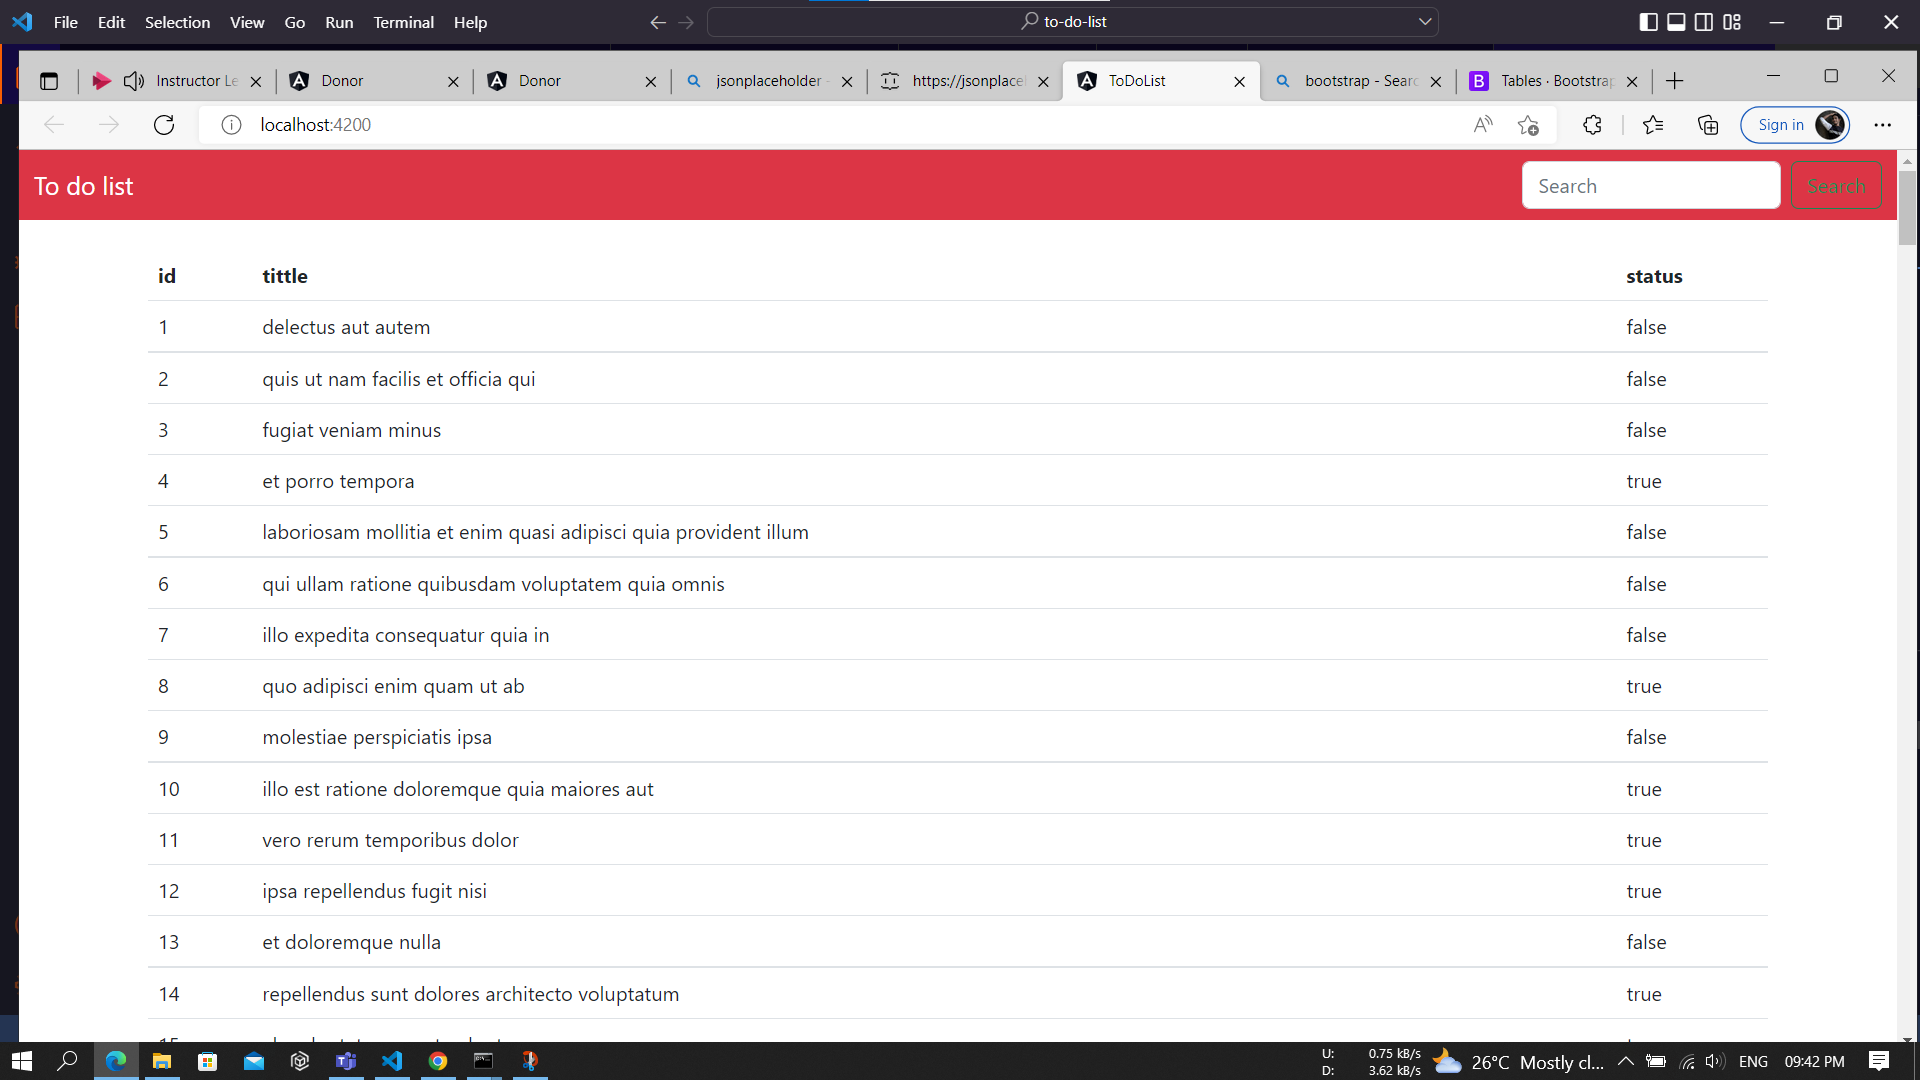 File Edit Selection View Go Run Terminal Help to-do-list
Instructor Le Donor Donor jsonplaceholder - https://jsonplace ToDoList bootstrap - Searc Tables · Bootstrap
localhost:4200 Sign in
To do list Search Search
id tittle status
1 delectus aut autem false
2 quis ut nam facilis et officia qui false
3 fugiat veniam minus false
4 et porro tempora true
5 laboriosam mollitia et enim quasi adipisci quia provident illum false
6 qui ullam ratione quibusdam voluptatem quia omnis false
7 illo expedita consequatur quia in false
8 quo adipisci enim quam ut ab true
9 molestiae perspiciatis ipsa false
10 illo est ratione doloremque quia maiores aut true
11 vero rerum temporibus dolor true
12 ipsa repellendus fugit nisi true
13 et doloremque nulla false
14 repellendus sunt dolores architecto voluptatum true
U: 0.75 kB/s
D: 3.62 kB/s
26°C Mostly cl... ENG 09:42 PM